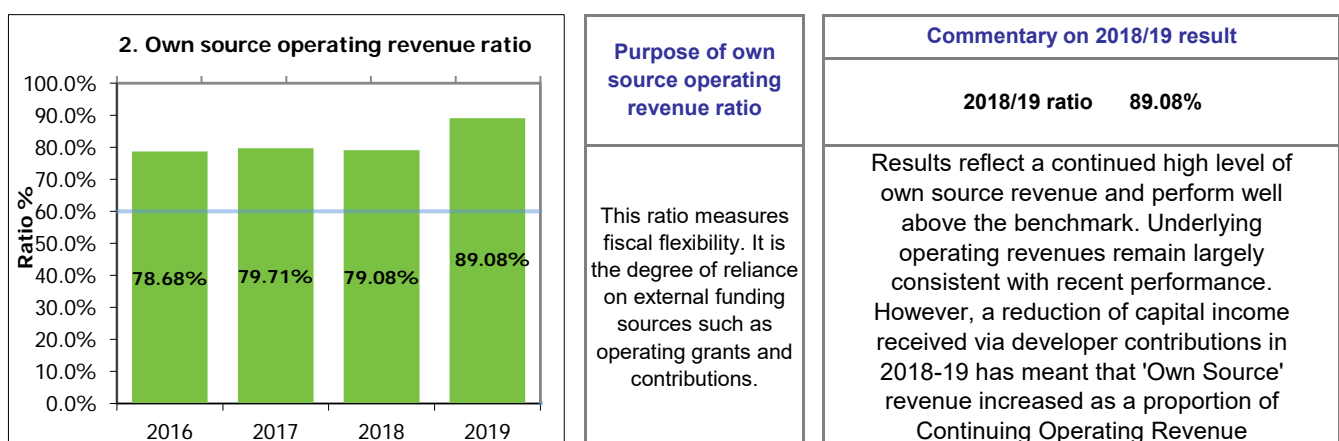 2. Own source operating revenue ratio
100.0%
90.0%
80.0%
70.0%
60.0%
50.0%
40.0%
30.0%
20.0%
10.0%
0.0%
Ratio %
78.68%
79.71%
79.08%
89.08%
2016
2017
2018
2019
Purpose of own
source operating
revenue ratio
This ratio measures
fiscal flexibility. It is
the degree of reliance
on external funding
sources such as
operating grants and
contributions.
Commentary on 2018/19 result
2018/19 ratio 89.08%
Results reflect a continued high level of
own source revenue and perform well
above the benchmark. Underlying
operating revenues remain largely
consistent with recent performance.
However, a reduction of capital income
received via developer contributions in
2018-19 has meant that 'Own Source'
revenue increased as a proportion of
Continuing Operating Revenue